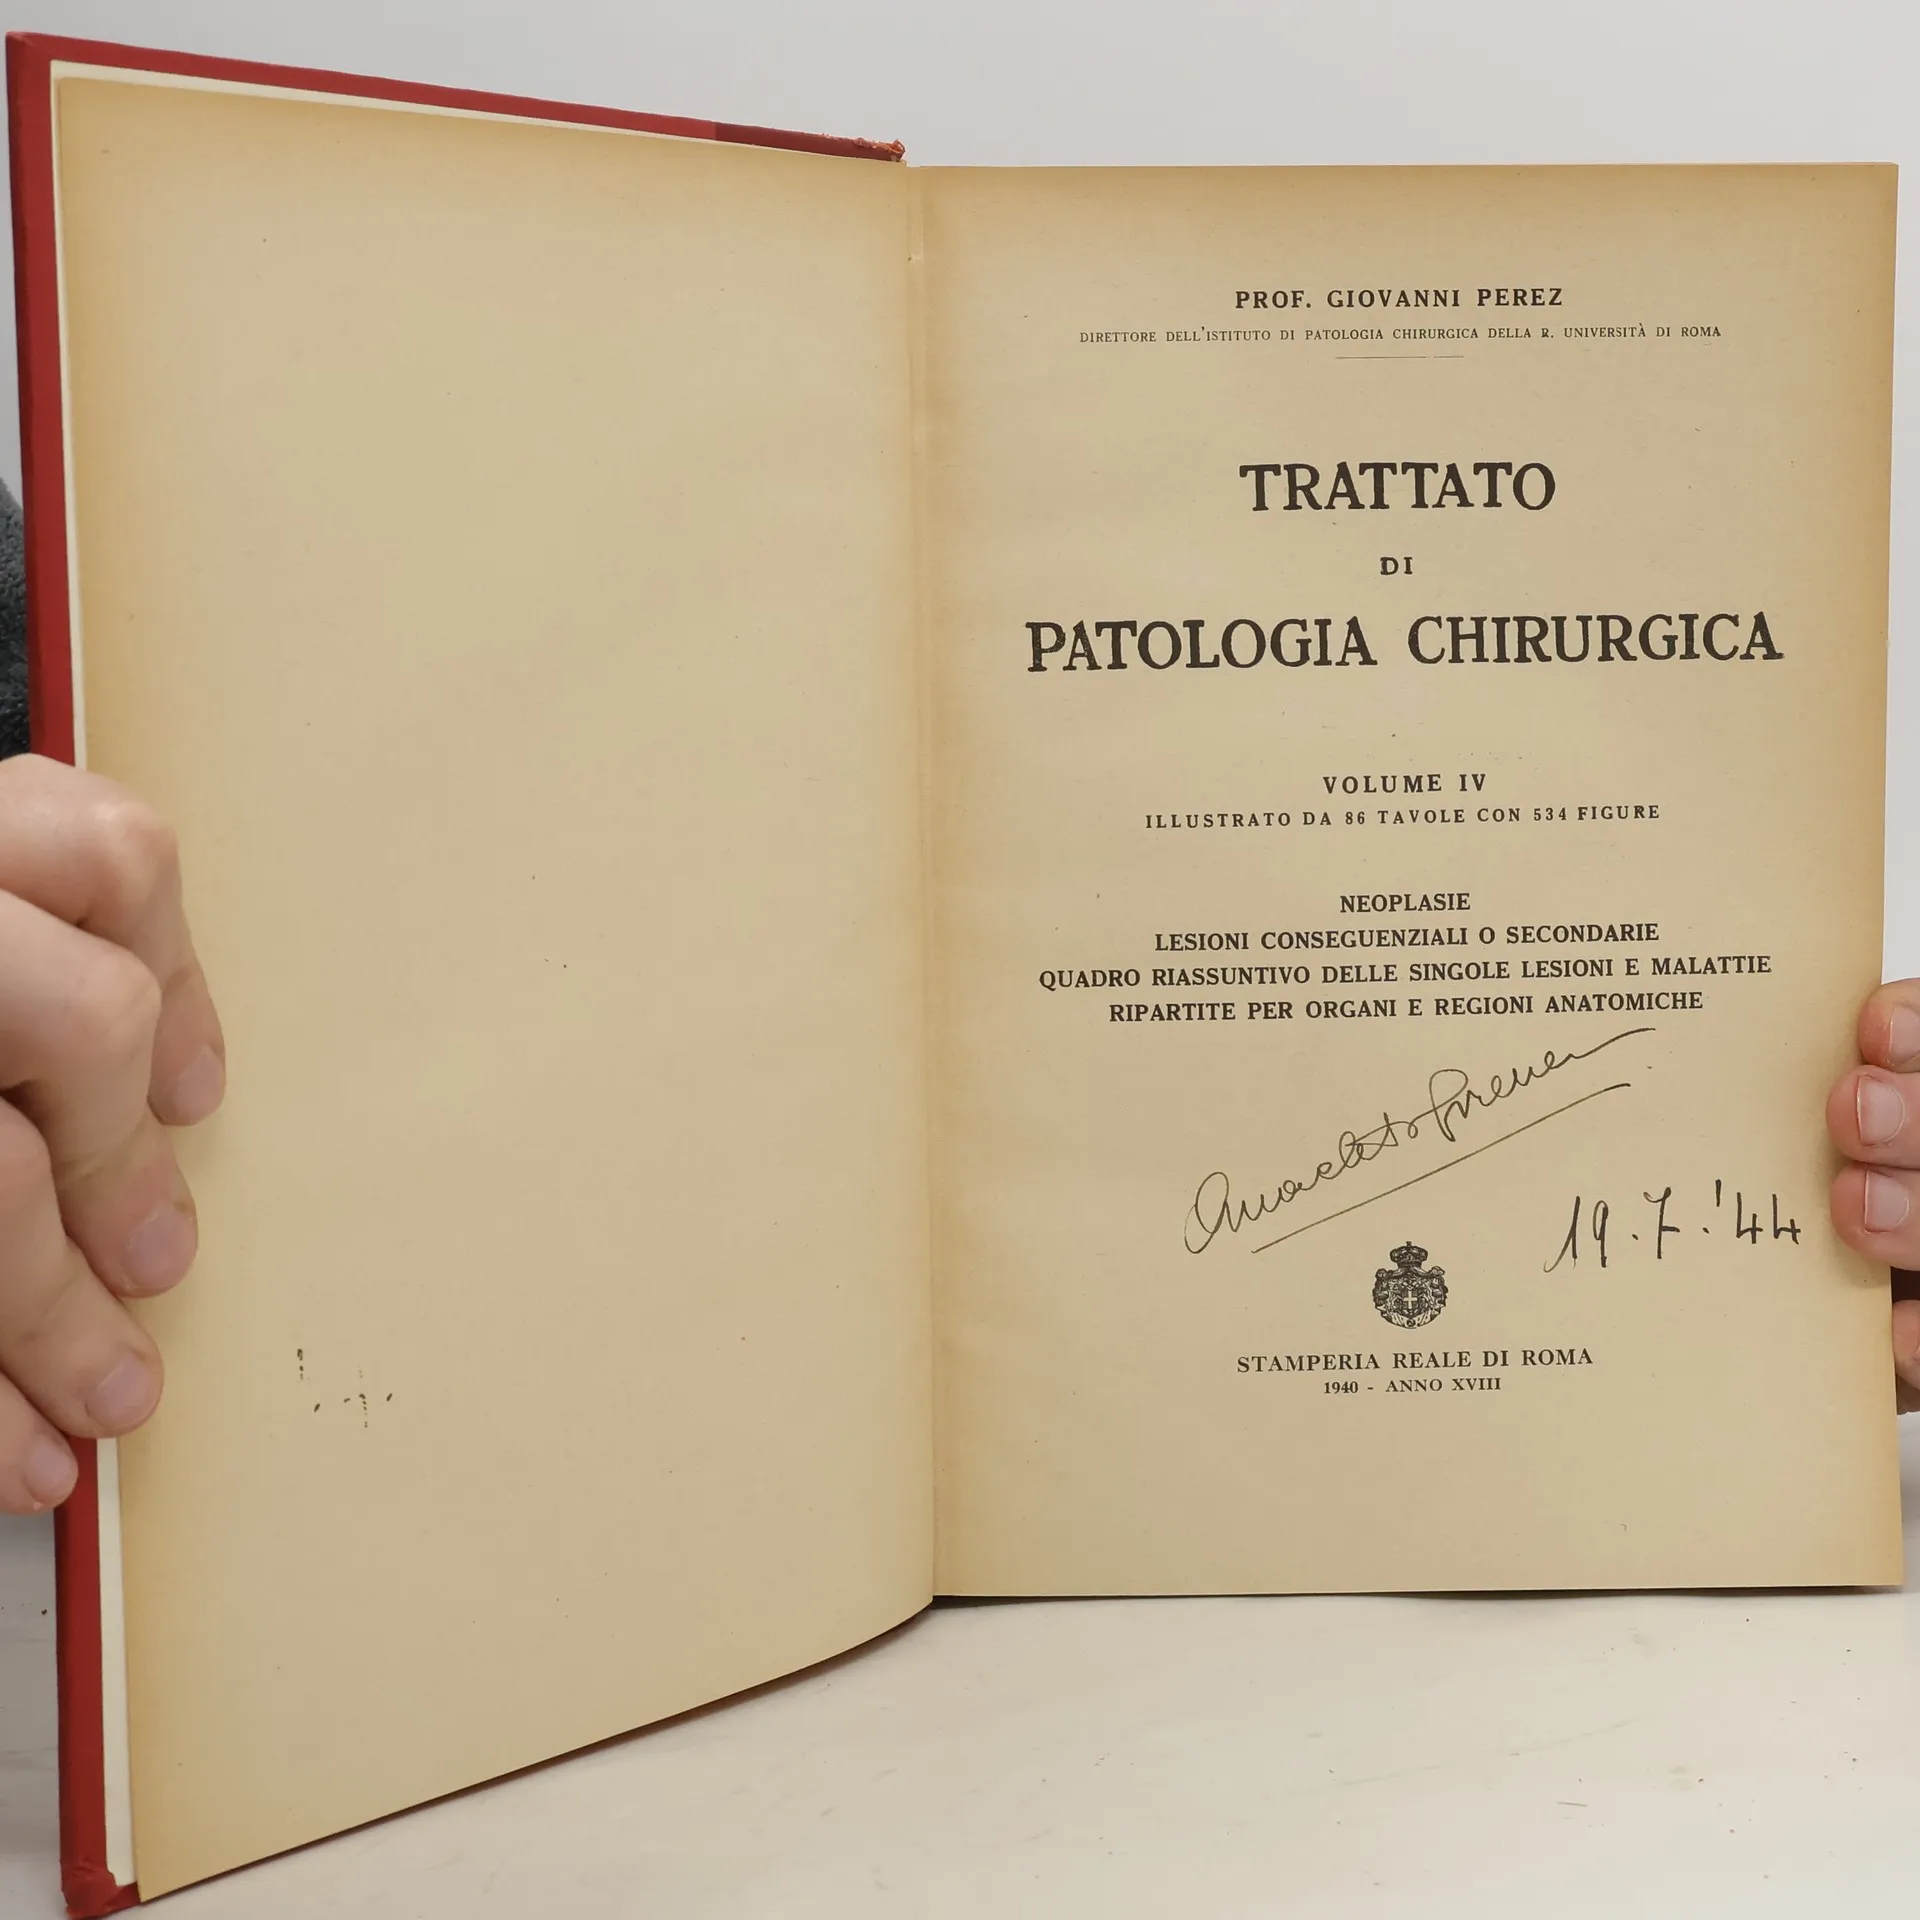 PROF. GIOVANNI PEREZ
DIRETTORE DELL'ISTITUTO DI PATOLOGIA CHIRURGICA DELLA R. UNIVERSITÀ DI ROMA
TRATTATO
DI
PATOLOGIA CHIRURGICA
VOLUME IV
ILLUSTRATO DA 86 TAVOLE CON 534 FIGURE
NEOPLASIE
LESIONI CONSEGUENZIALI O SECONDARIE
QUADRO RIASSUNTIVO DELLE SINGOLE LESIONI E MALATTIE
RIPARTITE PER ORGANI E REGIONI ANATOMICHE
19.7.'44
STAMPERIA REALE DI ROMA
1940 - ANNO XVIII